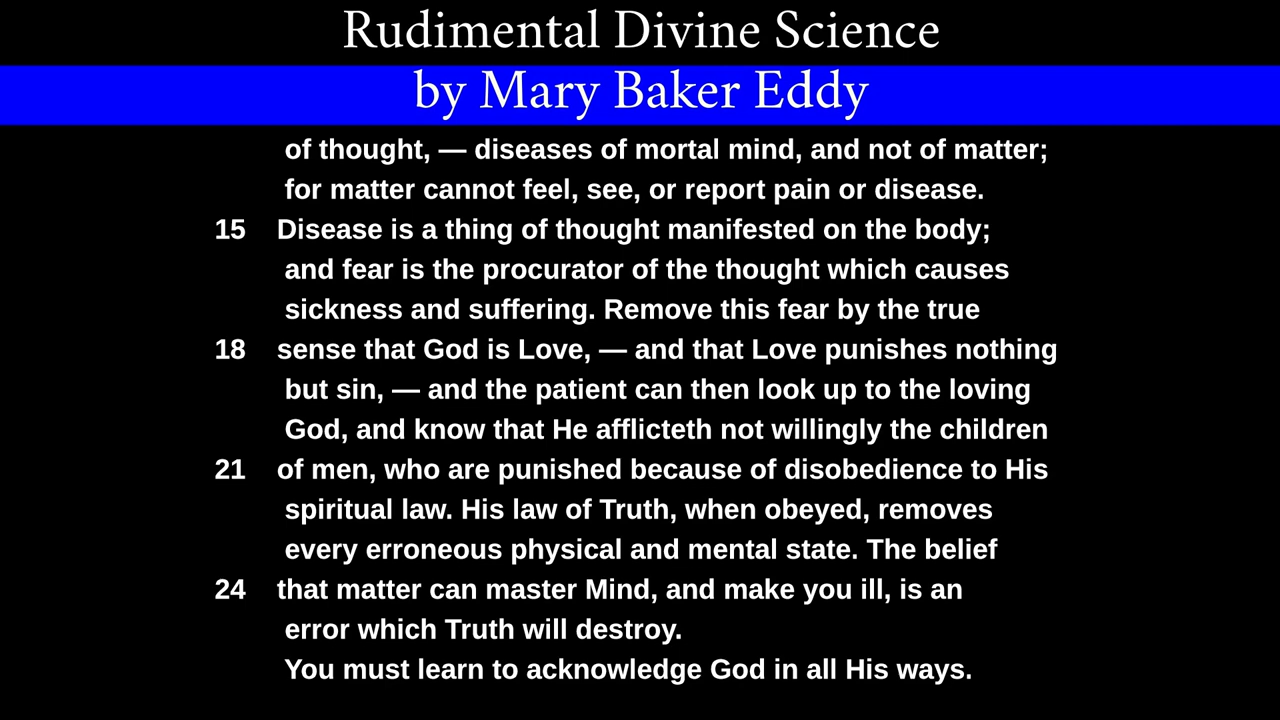 Rudimental Divine Science
by Mary Baker Eddy
of thought, — diseases of mortal mind, and not of matter;
for matter cannot feel, see, or report pain or disease.
15 Disease is a thing of thought manifested on the body;
and fear is the procurator of the thought which causes
sickness and suffering. Remove this fear by the true
18 sense that God is Love, — and that Love punishes nothing
but sin, — and the patient can then look up to the loving
God, and know that He afflicteth not willingly the children
21 of men, who are punished because of disobedience to His
spiritual law. His law of Truth, when obeyed, removes
every erroneous physical and mental state. The belief
24 that matter can master Mind, and make you ill, is an
error which Truth will destroy.
You must learn to acknowledge God in all His ways.